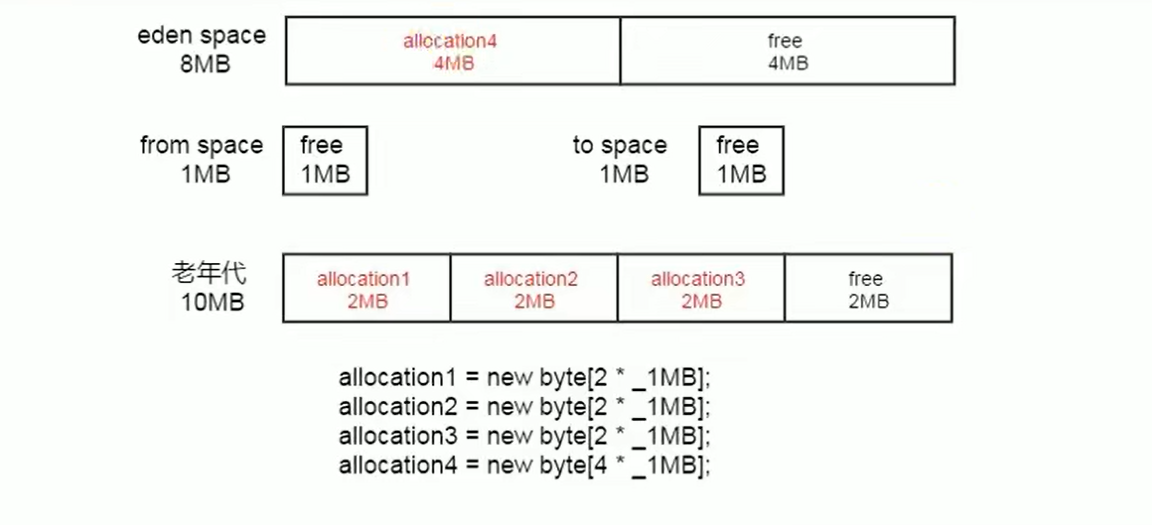 eden space
8MB
allocation4
4MB
free
4MB
from space
1MB
free
1MB
to space
1MB
free
1MB
老年代
10MB
allocation1
2MB
allocation2
2MB
allocation3
2MB
free
2MB
allocation1 = new byte[2 * _1MB];
allocation2 = new byte[2 * _1MB];
allocation3 = new byte[2 * _1MB];
allocation4 = new byte[4 * _1MB];